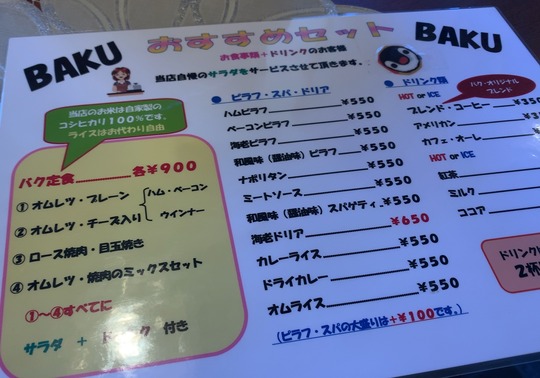 BAKU
おすすめセット
BAKU
お食事類+ドリンクのお客様
当店自慢のサラダをサービスさせて頂きます。
当店のお米は自家製の
コシヒカリ100%です。
ライスはお代わり自由
バク定食 各¥900
① オムレツ・プレーン
② オムレツ・チーズ入り
ハム・ベーコン
ウインナー
③ ロース焼肉・目玉焼き
④ オムレツ・焼肉のミックスセット
①〜④すべてに
サラダ + ドリンク 付き
● ピラフ・スパ・ドリア
ハムピラフ ¥550
ベーコンピラフ ¥550
海老ピラフ ¥550
和風味(醤油味)ピラフ ¥550
ナポリタン ¥550
ミートソース ¥550
和風味(醤油味)スパゲティ ¥550
海老ドリア ¥650
カレーライス ¥550
ドライカレー ¥550
オムライス ¥550
(ピラフ・スパの大盛りは+¥100です。)
● ドリンク類
HOT or ICE
バク・オリジナル
ブレンド
ブレンド・コーヒー ¥350
アメリカン
カフェ・オーレ
HOT or ICE
紅茶
ミルク
ココア
ドリンク
2杯